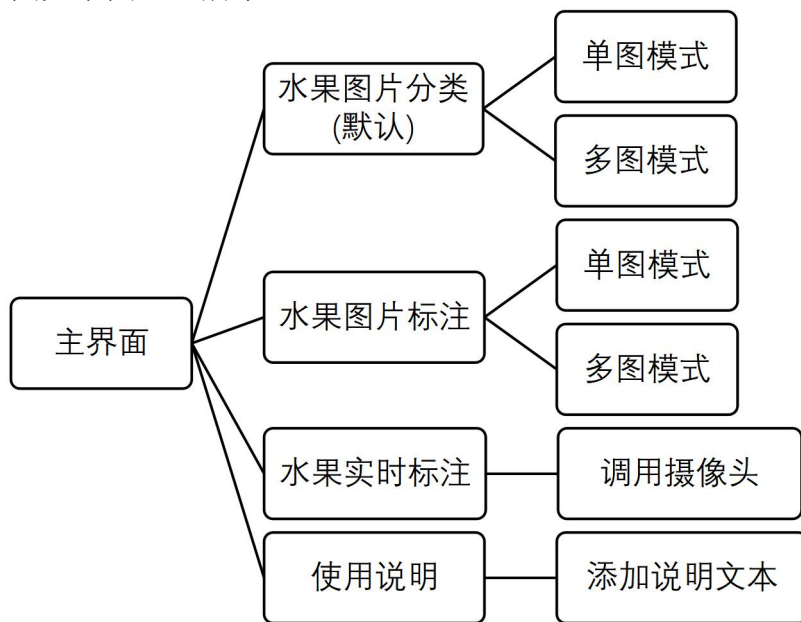 主界面
水果图片分类
(默认)
单图模式
多图模式
水果图片标注
单图模式
多图模式
水果实时标注
调用摄像头
使用说明
添加说明文本